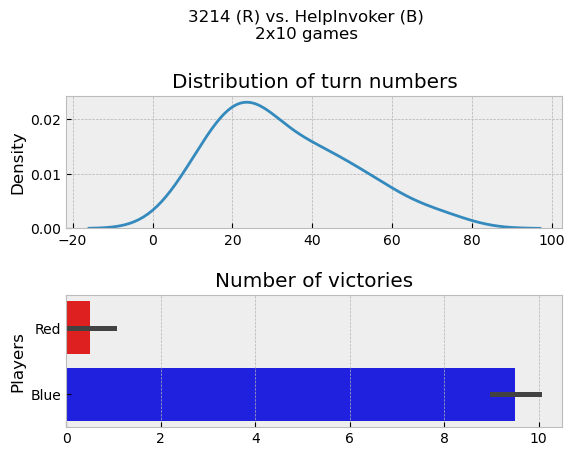 3214 (R) vs. HelpInvoker (B)
2x10 games
Distribution of turn numbers
Density
0.02
0.01
0.00
−20 0 20 40 60 80 100
Number of victories
Players
Red
Blue
0 2 4 6 8 10